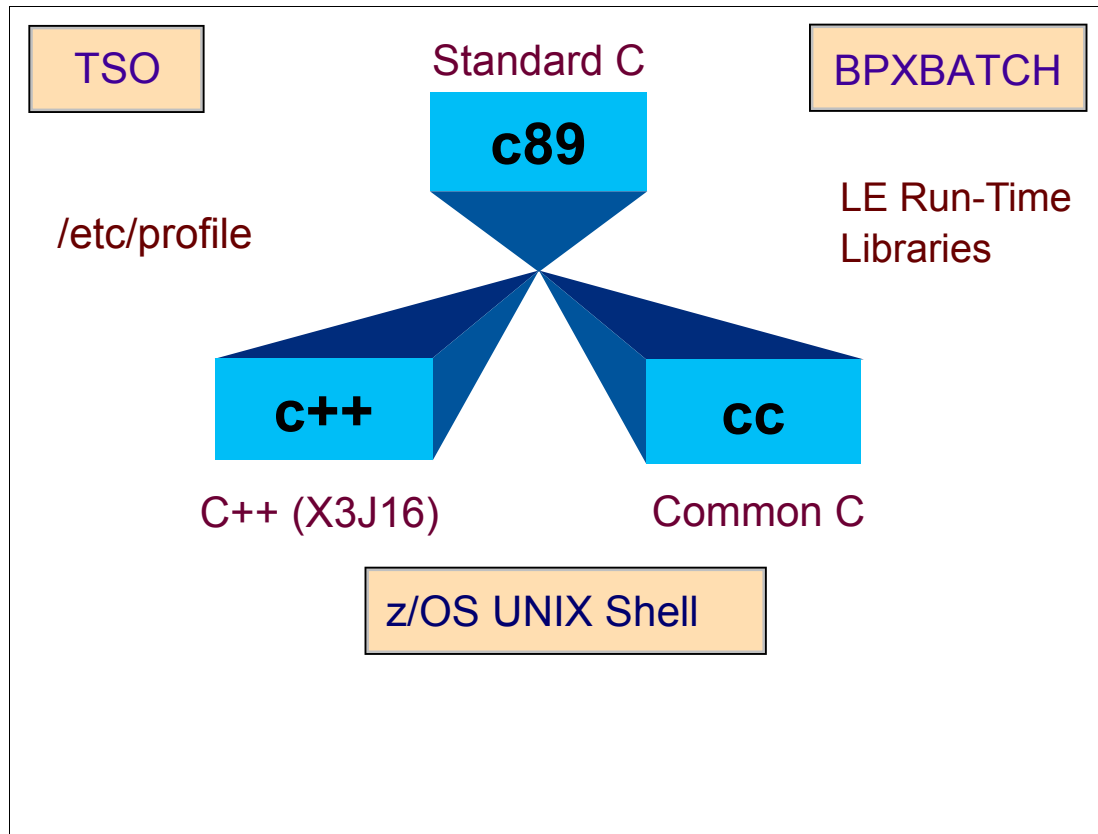 TSO
Standard C
BPXBATCH
c89
/etc/profile
LE Run-Time
Libraries
c++
cc
C++ (X3J16)
Common C
z/OS UNIX Shell